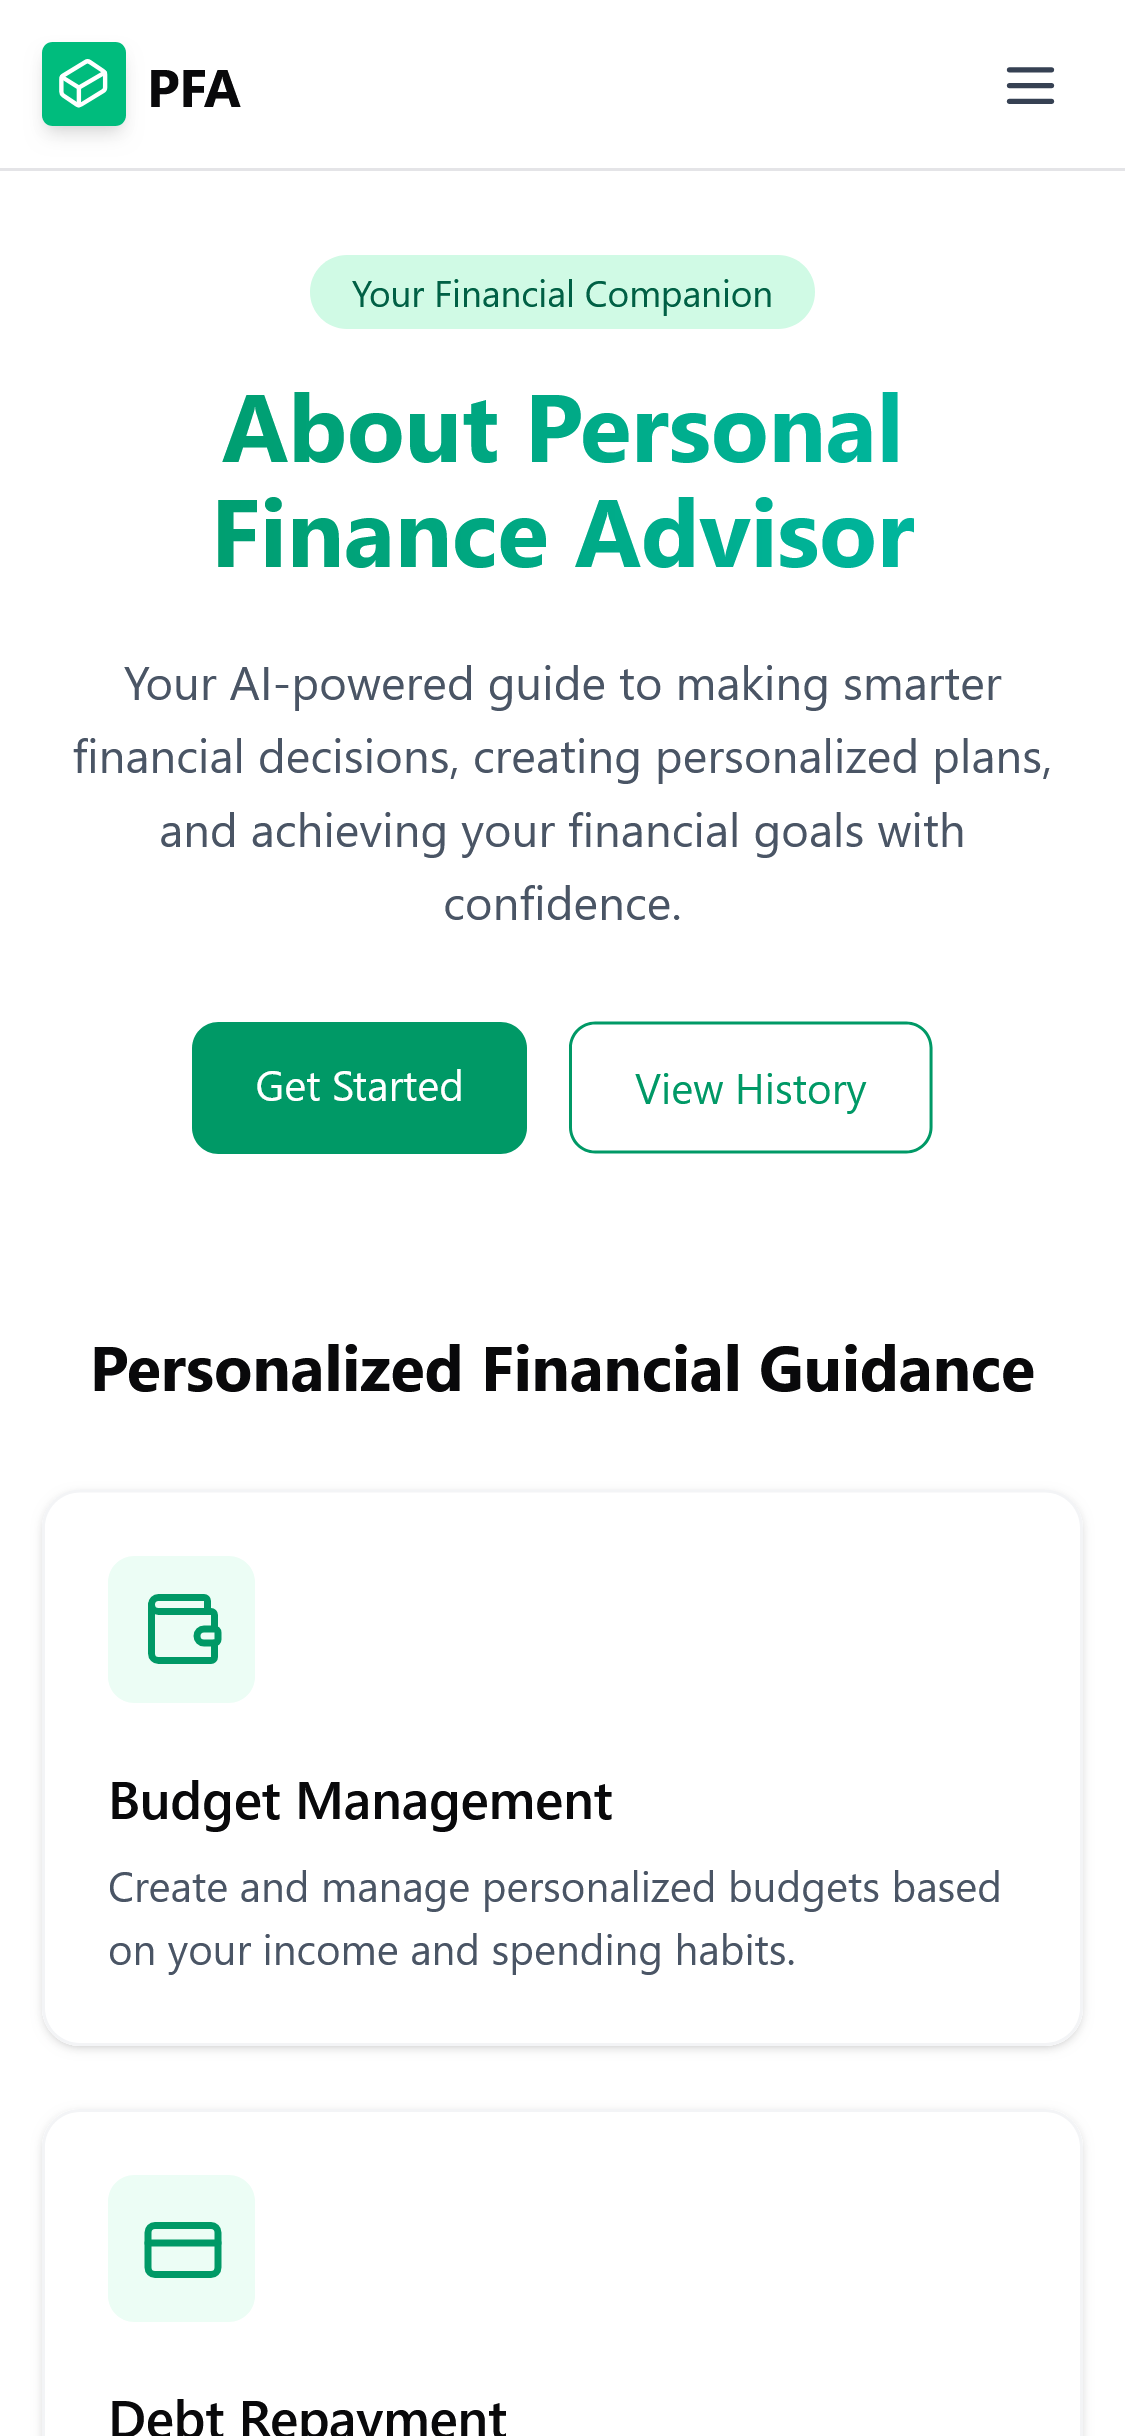 PFA
Your Financial Companion
About Personal
Finance Advisor
Your AI-powered guide to making smarter
financial decisions, creating personalized plans,
and achieving your financial goals with
confidence.
Get Started
View History
Personalized Financial Guidance
Budget Management
Create and manage personalized budgets based
on your income and spending habits.
Debt Repayment